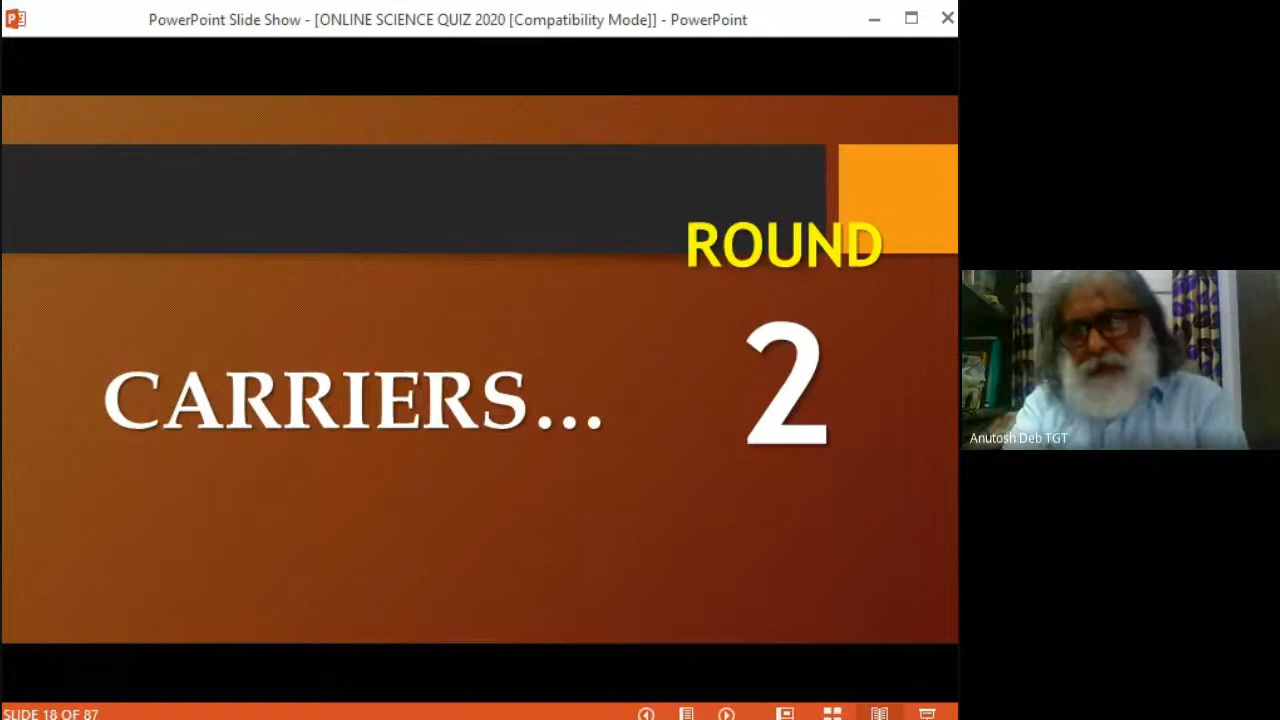 PowerPoint Slide Show - [ONLINE SCIENCE QUIZ 2020 [Compatibility Mode]] - PowerPoint
ROUND
2
CARRIERS...
Anutosh Deb TGT
SLIDE 18 OF 87